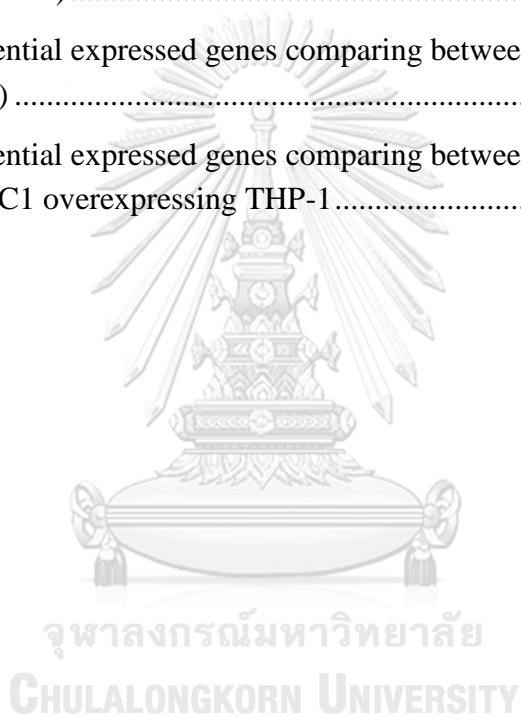 )..................................................
ential expressed genes comparing betwee
) ..................................................................
ential expressed genes comparing betwee
C1 overexpressing THP-1.........................
จุฬาลงกรณ์มหาวิทยาลัย
CHULALONGKORN UNIVERSITY